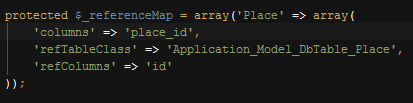 protected $_referenceMap = array('Place' => array(
'columns' => 'place_id',
'refTableClass' => 'Application_Model_DbTable_Place',
'refColumns' => 'id'
));